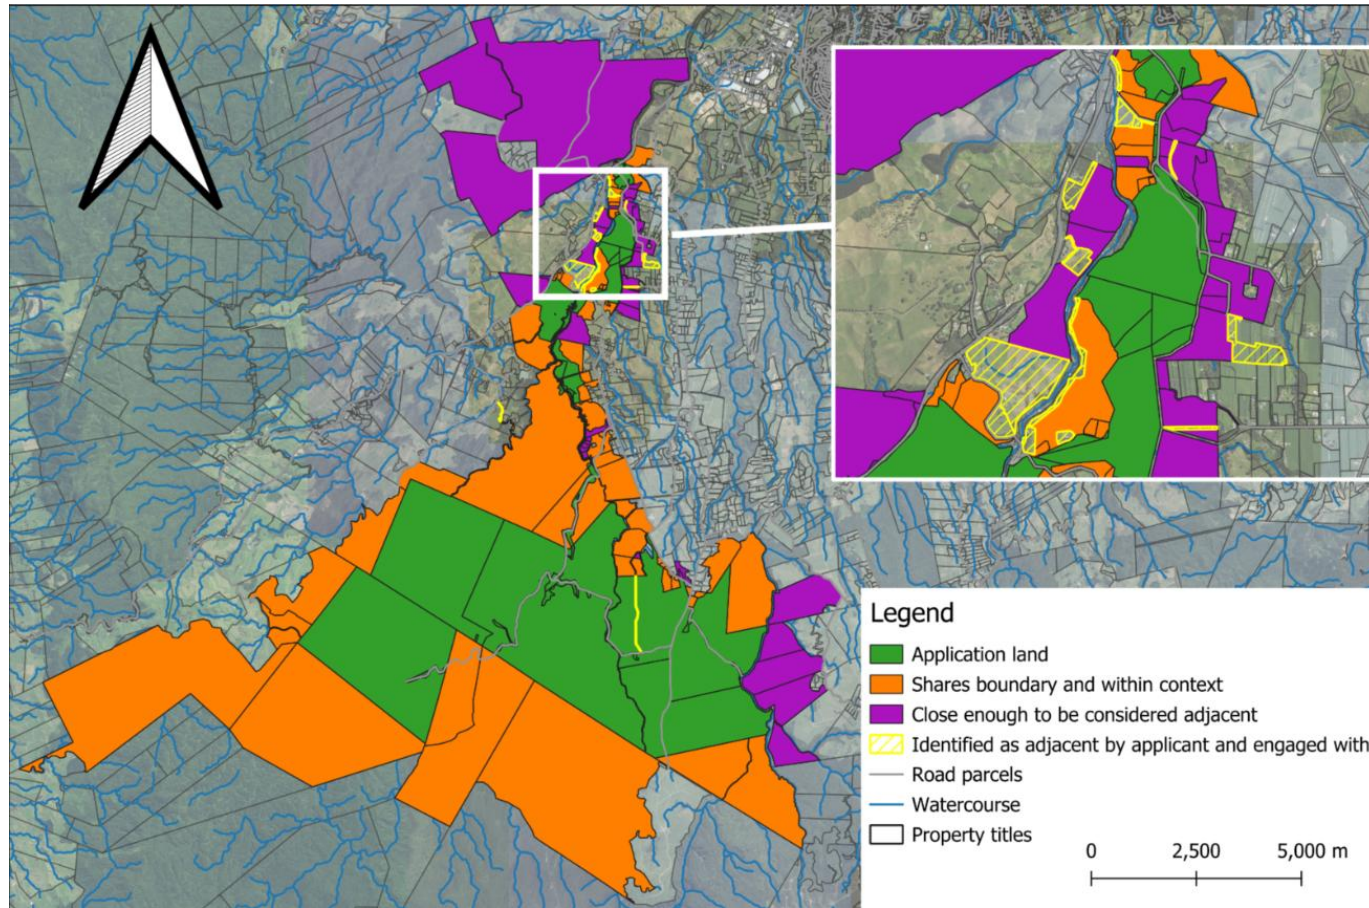 Legend
Application land
Shares boundary and within context
Close enough to be considered adjacent
Identified as adjacent by applicant and engaged with
Road parcels
Watercourse
Property titles
0 2,500 5,000 m